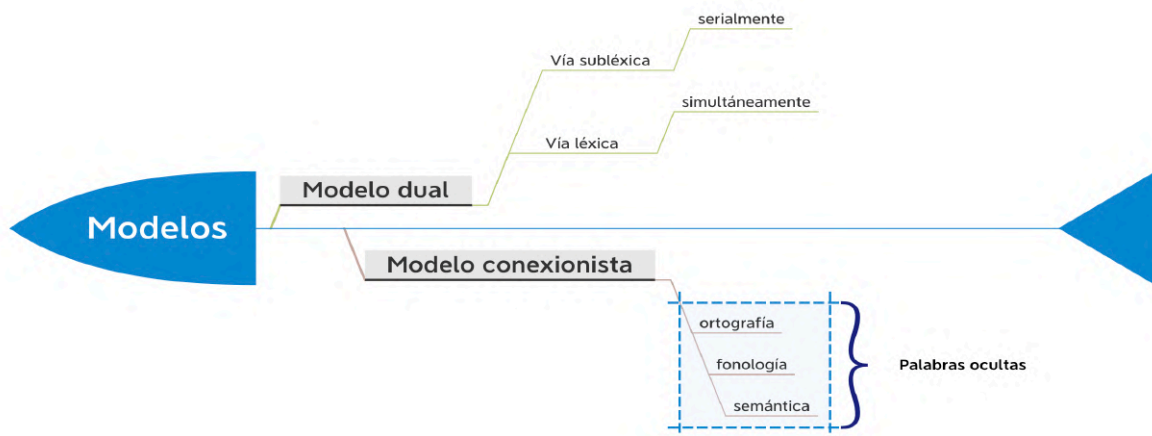 serialmente
Vía subléxica
simultáneamente
Vía léxica
Modelo dual
Modelos
Modelo conexionista
ortografía
fonología
Palabras ocultas
semántica